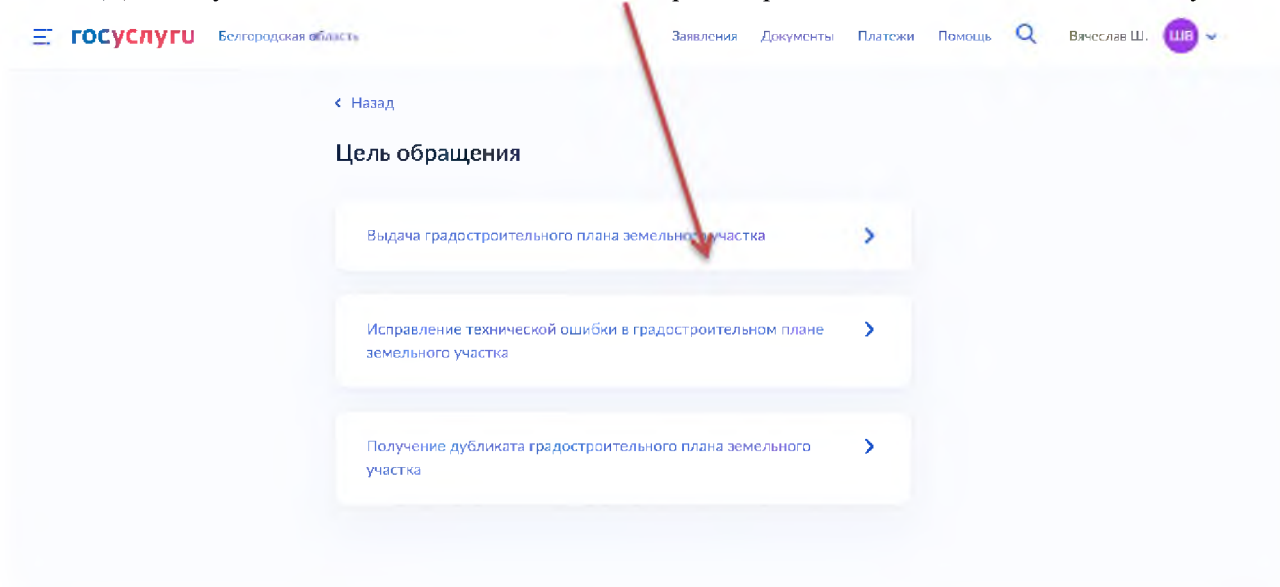 госуслуги Белгородская область Заявления Документы Платежи Помощь Вячеслав Ш. ШВ
Назад
Цель обращения
Выдача градостроительного плана земельного участка
Исправление технической ошибки в градостроительном плане
земельного участка
Получение дубликата градостроительного плана земельного
участка